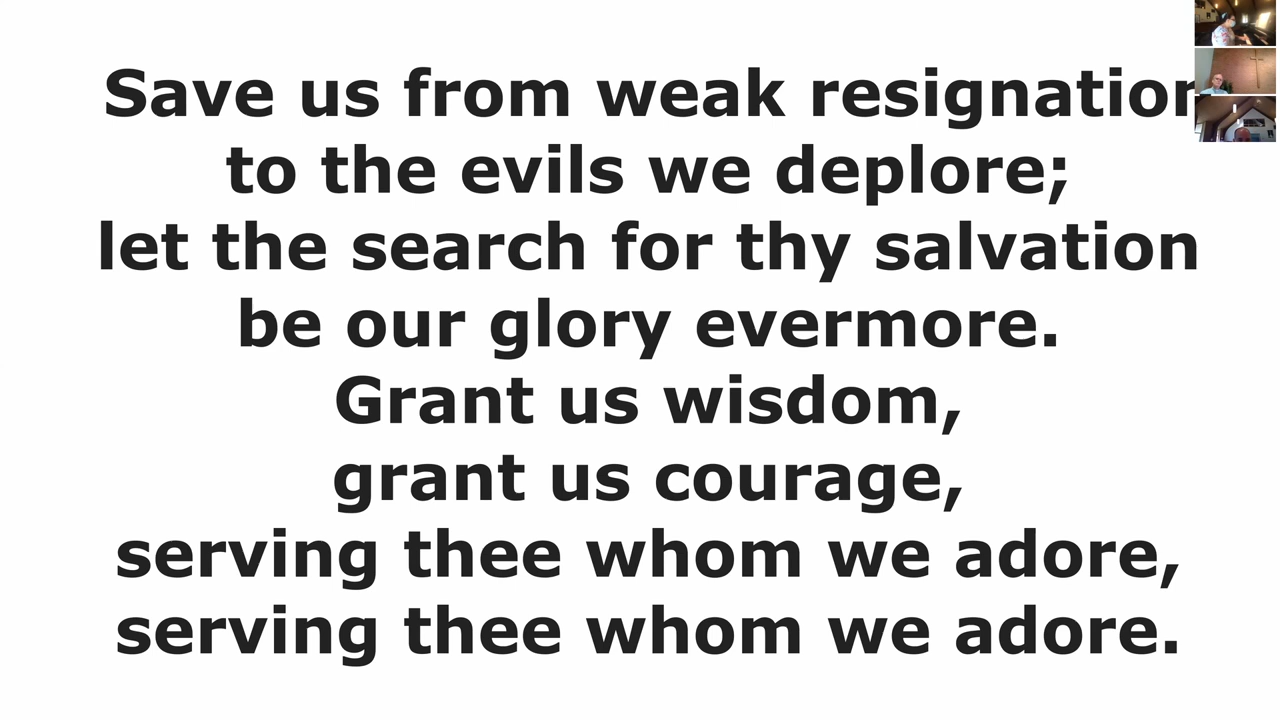 Save us from weak resignation
to the evils we deplore;
let the search for thy salvation
be our glory evermore.
Grant us wisdom,
grant us courage,
serving thee whom we adore,
serving thee whom we adore.